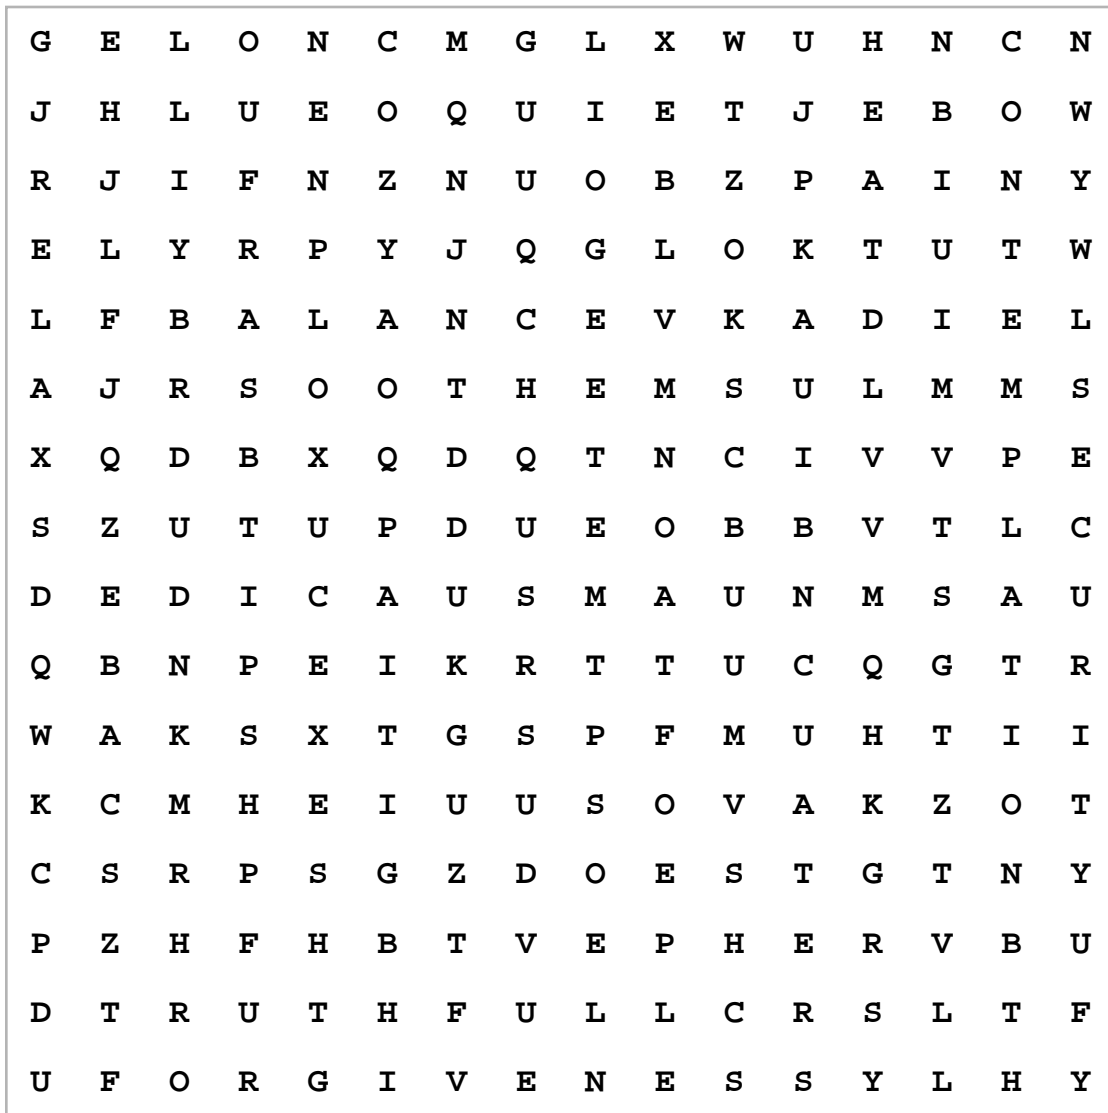 G E L O N C M G L X W U H N C N
J H L U E O Q U I E T J E B O W
R J I F N Z N U O B Z P A I N Y
E L Y R P Y J Q G L O K T U T W
L F B A L A N C E V K A D I E L
A J R S O O T H E M S U L M M S
X Q D B X Q D Q T N C I V V P E
S Z U T U P D U E O B B V T L C
D E D I C A U S M A U N M S A U
Q B N P E I K R T T U C Q G T R
W A K S X T G S P F M U H T I I
K C M H E I U U S O V A K Z O T
C S R P S G Z D O E S T G T N Y
P Z H F H B T V E P H E R V B U
D T R U T H F U L L C R S L T F
U F O R G I V E N E S S Y L H Y